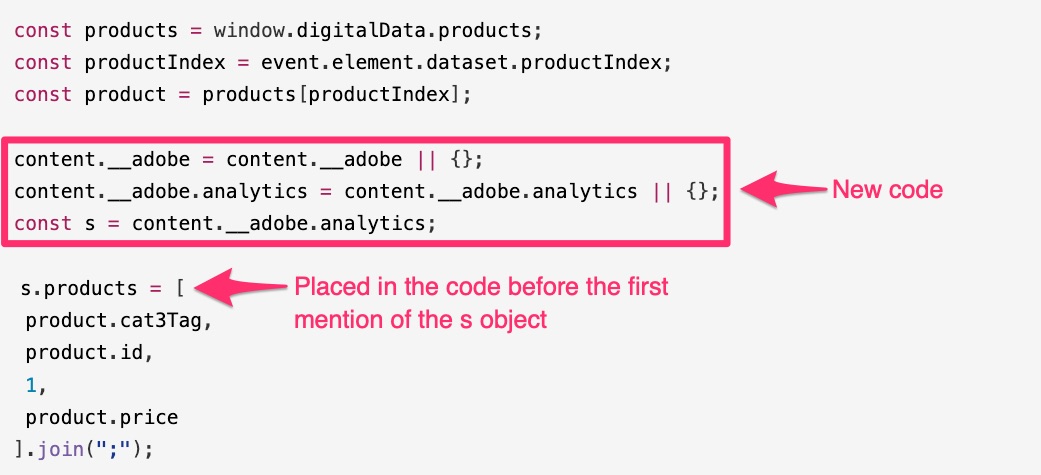 const products = window.digitalData.products;
const productIndex = event.element.dataset.productIndex;
const product = products[productIndex];
content.__adobe = content.__adobe || {};
content.__adobe.analytics = content.__adobe.analytics || {};
const s = content.__adobe.analytics;
New code
s.products = [
Placed in the code before the first
mention of the s object
product.cat3Tag,
product.id,
1,
product.price
].join(";");